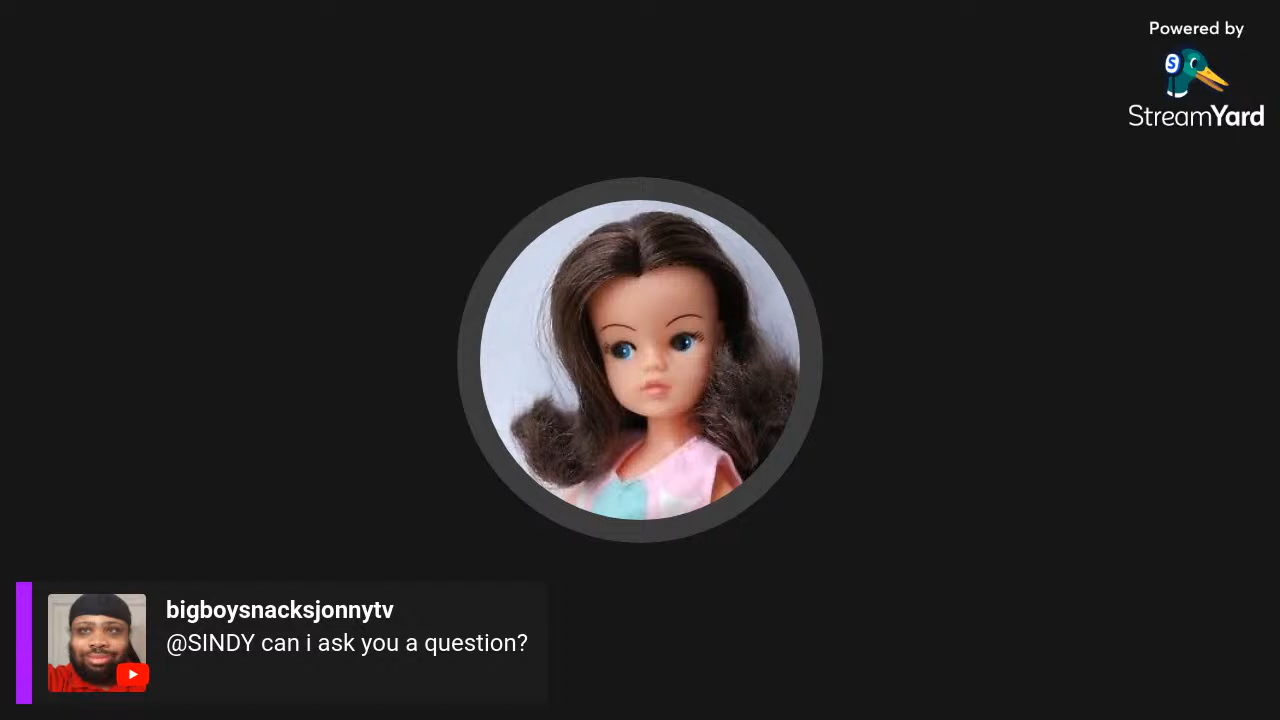 Powered by
StreamYard
bigboysnacksjonnytv
@SINDY can i ask you a question?